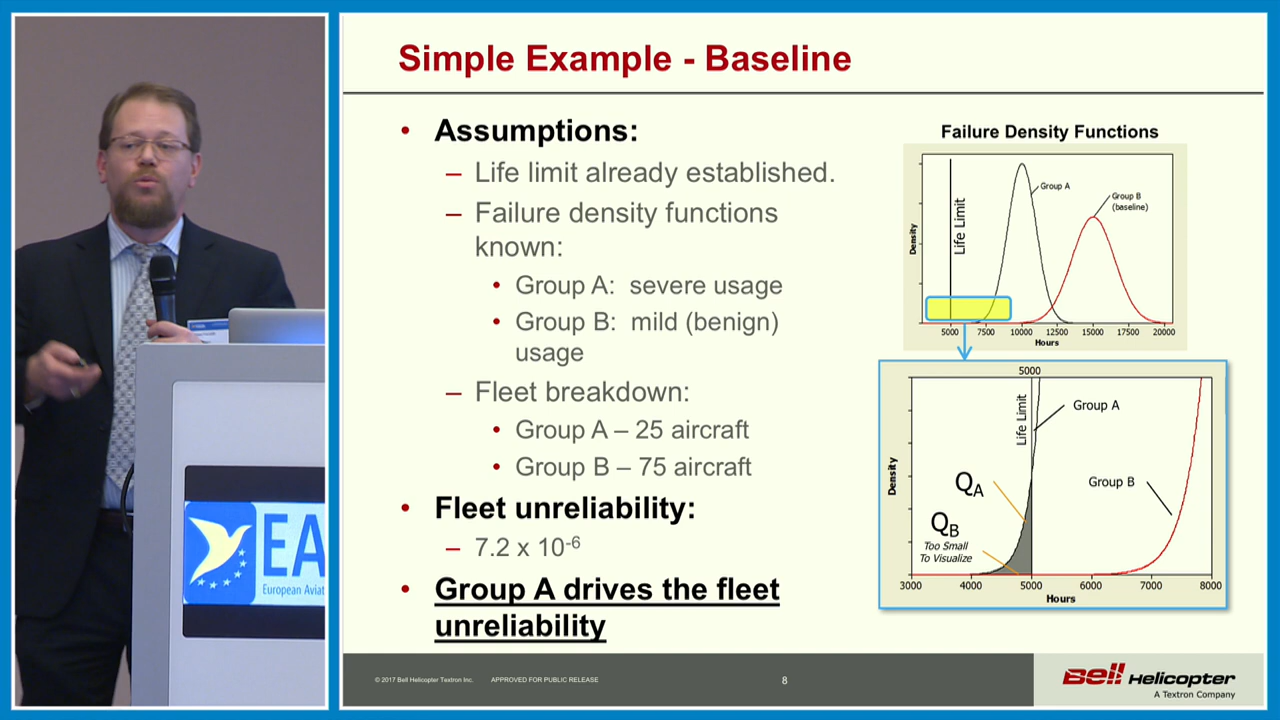 Simple Example - Baseline
• Assumptions:
– Life limit already established.
– Failure density functions
known:
• Group A: severe usage
• Group B: mild (benign)
usage
– Fleet breakdown:
• Group A – 25 aircraft
• Group B – 75 aircraft
• Fleet unreliability:
– 7.2 x 10-6
• Group A drives the fleet
unreliability
Failure Density Functions
Life Limit
Group A
Group B
(baseline)
Density
5000 7500 10000 12500 15000 17500 20000
Hours
5000
Life Limit
Group A
Group B
QA
QB
Too Small
To Visualize
Density
3000 4000 5000 6000 7000 8000
Hours
EA
European Aviat
© 2017 Bell Helicopter Textron Inc. APPROVED FOR PUBLIC RELEASE
8
Bell Helicopter
A Textron Company